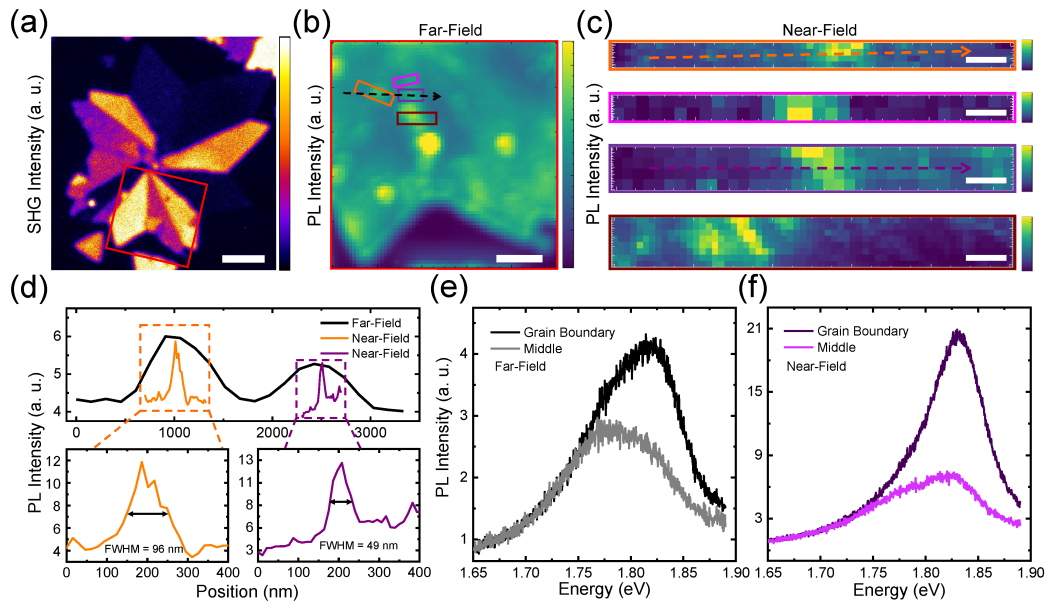 (a)
SHG Intensity (a. u.)
(b)
Far-Field
PL Intensity (a. u.)
(c)
Near-Field
PL Intensity (a. u.)
(d)
PL Intensity (a. u.)
6
5
4
Far-Field
Near-Field
Near-Field
0 1000 2000 3000
12
10
8
6
4
FWHM = 96 nm
0 100 200 300 400
13
11
8
6
3
FWHM = 49 nm
0 100 200 300 400
Position (nm)
(e)
PL Intensity (a. u.)
4
3
2
1
Grain Boundary
Middle
Far-Field
1.65 1.70 1.75 1.80 1.85 1.90
Energy (eV)
(f)
PL Intensity (a. u.)
21
15
9
3
Grain Boundary
Middle
Near-Field
1.65 1.70 1.75 1.80 1.85 1.90
Energy (eV)